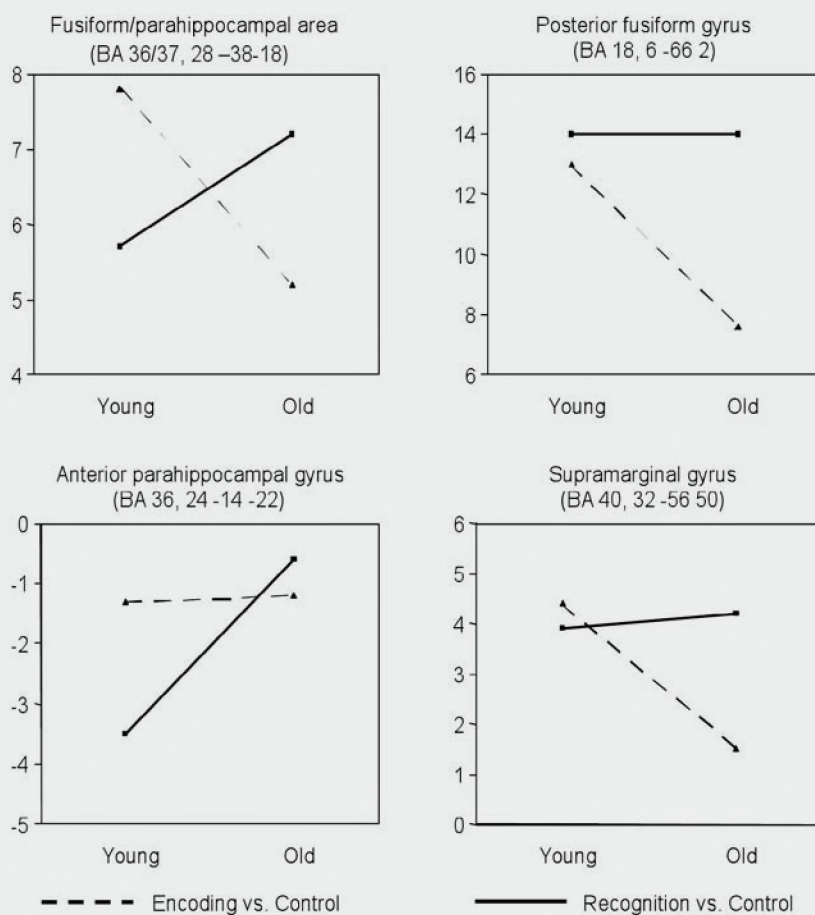 Fusiform/parahippocampal area
(BA 36/37, 28 –38-18)
8
7
6
5
4
Young Old
Posterior fusiform gyrus
(BA 18, 6 -66 2)
16
14
12
10
8
6
Young Old
Anterior parahippocampal gyrus
(BA 36, 24 -14 -22)
0
-1
-2
-3
-4
-5
Young Old
Supramarginal gyrus
(BA 40, 32 -56 50)
6
5
4
3
2
1
0
Young Old
Encoding vs. Control
Recognition vs. Control